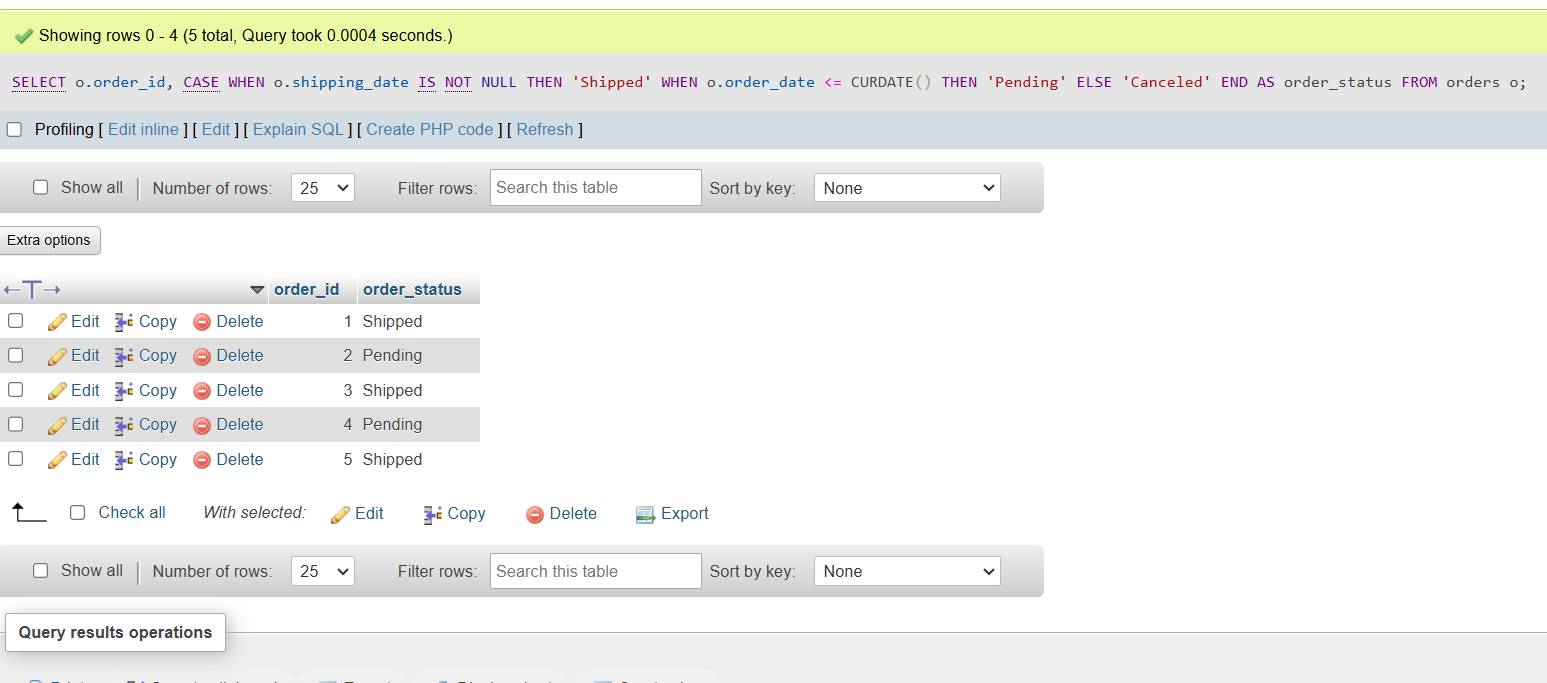 Showing rows 0 - 4 (5 total, Query took 0.0004 seconds.)
SELECT o.order_id, CASE WHEN o.shipping_date IS NOT NULL THEN 'Shipped' WHEN o.order_date <= CURDATE() THEN 'Pending' ELSE 'Canceled' END AS order_status FROM orders o;
Profiling [ Edit inline ] [ Edit ] [ Explain SQL ] [ Create PHP code ] [ Refresh ]
Show all | Number of rows: 25 Filter rows: Search this table Sort by key: None
Extra options
←T→ order_id order_status
Edit Copy Delete 1 Shipped
Edit Copy Delete 2 Pending
Edit Copy Delete 3 Shipped
Edit Copy Delete 4 Pending
Edit Copy Delete 5 Shipped
Check all With selected: Edit Copy Delete Export
Show all | Number of rows: 25 Filter rows: Search this table Sort by key: None
Query results operations